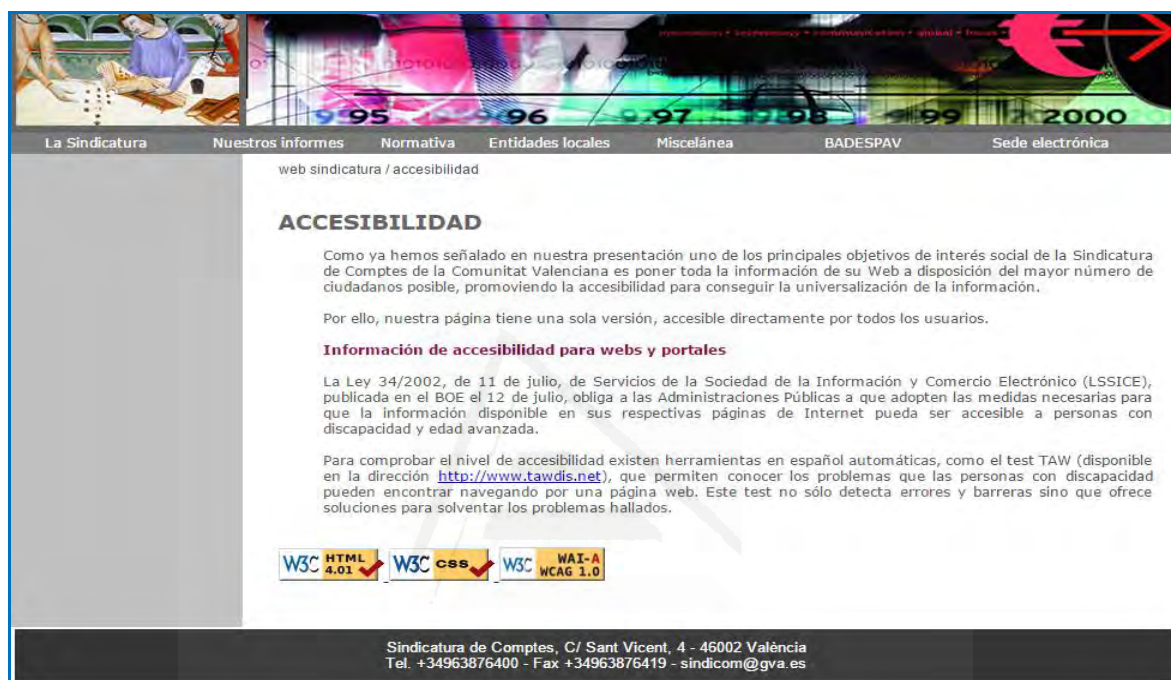 95 96 97 98 99 2000
La Sindicatura Nuestros informes Normativa Entidades locales Miscelánea BADESPAV Sede electrónica
web sindicatura / accesibilidad
ACCESIBILIDAD
Como ya hemos señalado en nuestra presentación uno de los principales objetivos de interés social de la Sindicatura
de Comptes de la Comunitat Valenciana es poner toda la información de su Web a disposición del mayor número de
ciudadanos posible, promoviendo la accesibilidad para conseguir la universalización de la información.
Por ello, nuestra página tiene una sola versión, accesible directamente por todos los usuarios.
Información de accesibilidad para webs y portales
La Ley 34/2002, de 11 de julio, de Servicios de la Sociedad de la Información y Comercio Electrónico (LSSICE),
publicada en el BOE el 12 de julio, obliga a las Administraciones Públicas a que adopten las medidas necesarias para
que la información disponible en sus respectivas páginas de Internet pueda ser accesible a personas con
discapacidad y edad avanzada.
Para comprobar el nivel de accesibilidad existen herramientas en español automáticas, como el test TAW (disponible
en la dirección http://www.tawdis.net), que permiten conocer los problemas que las personas con discapacidad
pueden encontrar navegando por una página web. Este test no sólo detecta errores y barreras sino que ofrece
soluciones para solventar los problemas hallados.
W3C HTML 4.01 W3C css W3C WAI-A WCAG 1.0
Sindicatura de Comptes, C/ Sant Vicent, 4 - 46002 València
Tel. +34963876400 - Fax +34963876419 - sindicom@gva.es